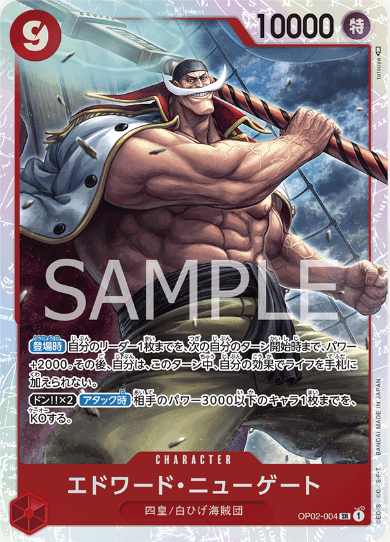 9
10000 特
SAMPLE
登場時 自分のリーダー1枚までを、次の自分のターン開始時まで、パワー
+2000。その後、自分は、このターン中、自分の効果でライフを手札に
加えられない。
ドン!!×2 アタック時 相手のパワー3000以下のキャラ1枚までを、
KOする。
CHARACTER
エドワード・ニューゲート
四皇/白ひげ海賊団
OP02-004 SR 1
BANDAI MADE IN JAPAN